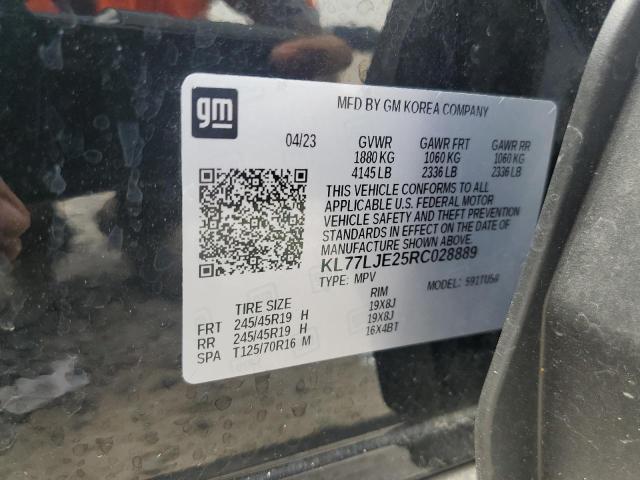 gm
MFD BY GM KOREA COMPANY
04/23 GVWR GAWR FRT GAWR RR
1880 KG 1060 KG 1060 KG
4145 LB 2336 LB 2336 LB
THIS VEHICLE CONFORMS TO ALL
APPLICABLE U.S. FEDERAL MOTOR
VEHICLE SAFETY AND THEFT PREVENTION
STANDARDS IN EFFECT ON THE DATE OF
MANUFACTURE SHOWN ABOVE.
KL77LJE25RC028889
TYPE: MPV MODEL: 591TU58
TIRE SIZE RIM
FRT 245/45R19 H 19X8J
RR 245/45R19 H 19X8J
SPA T125/70R16 M 16X4BT